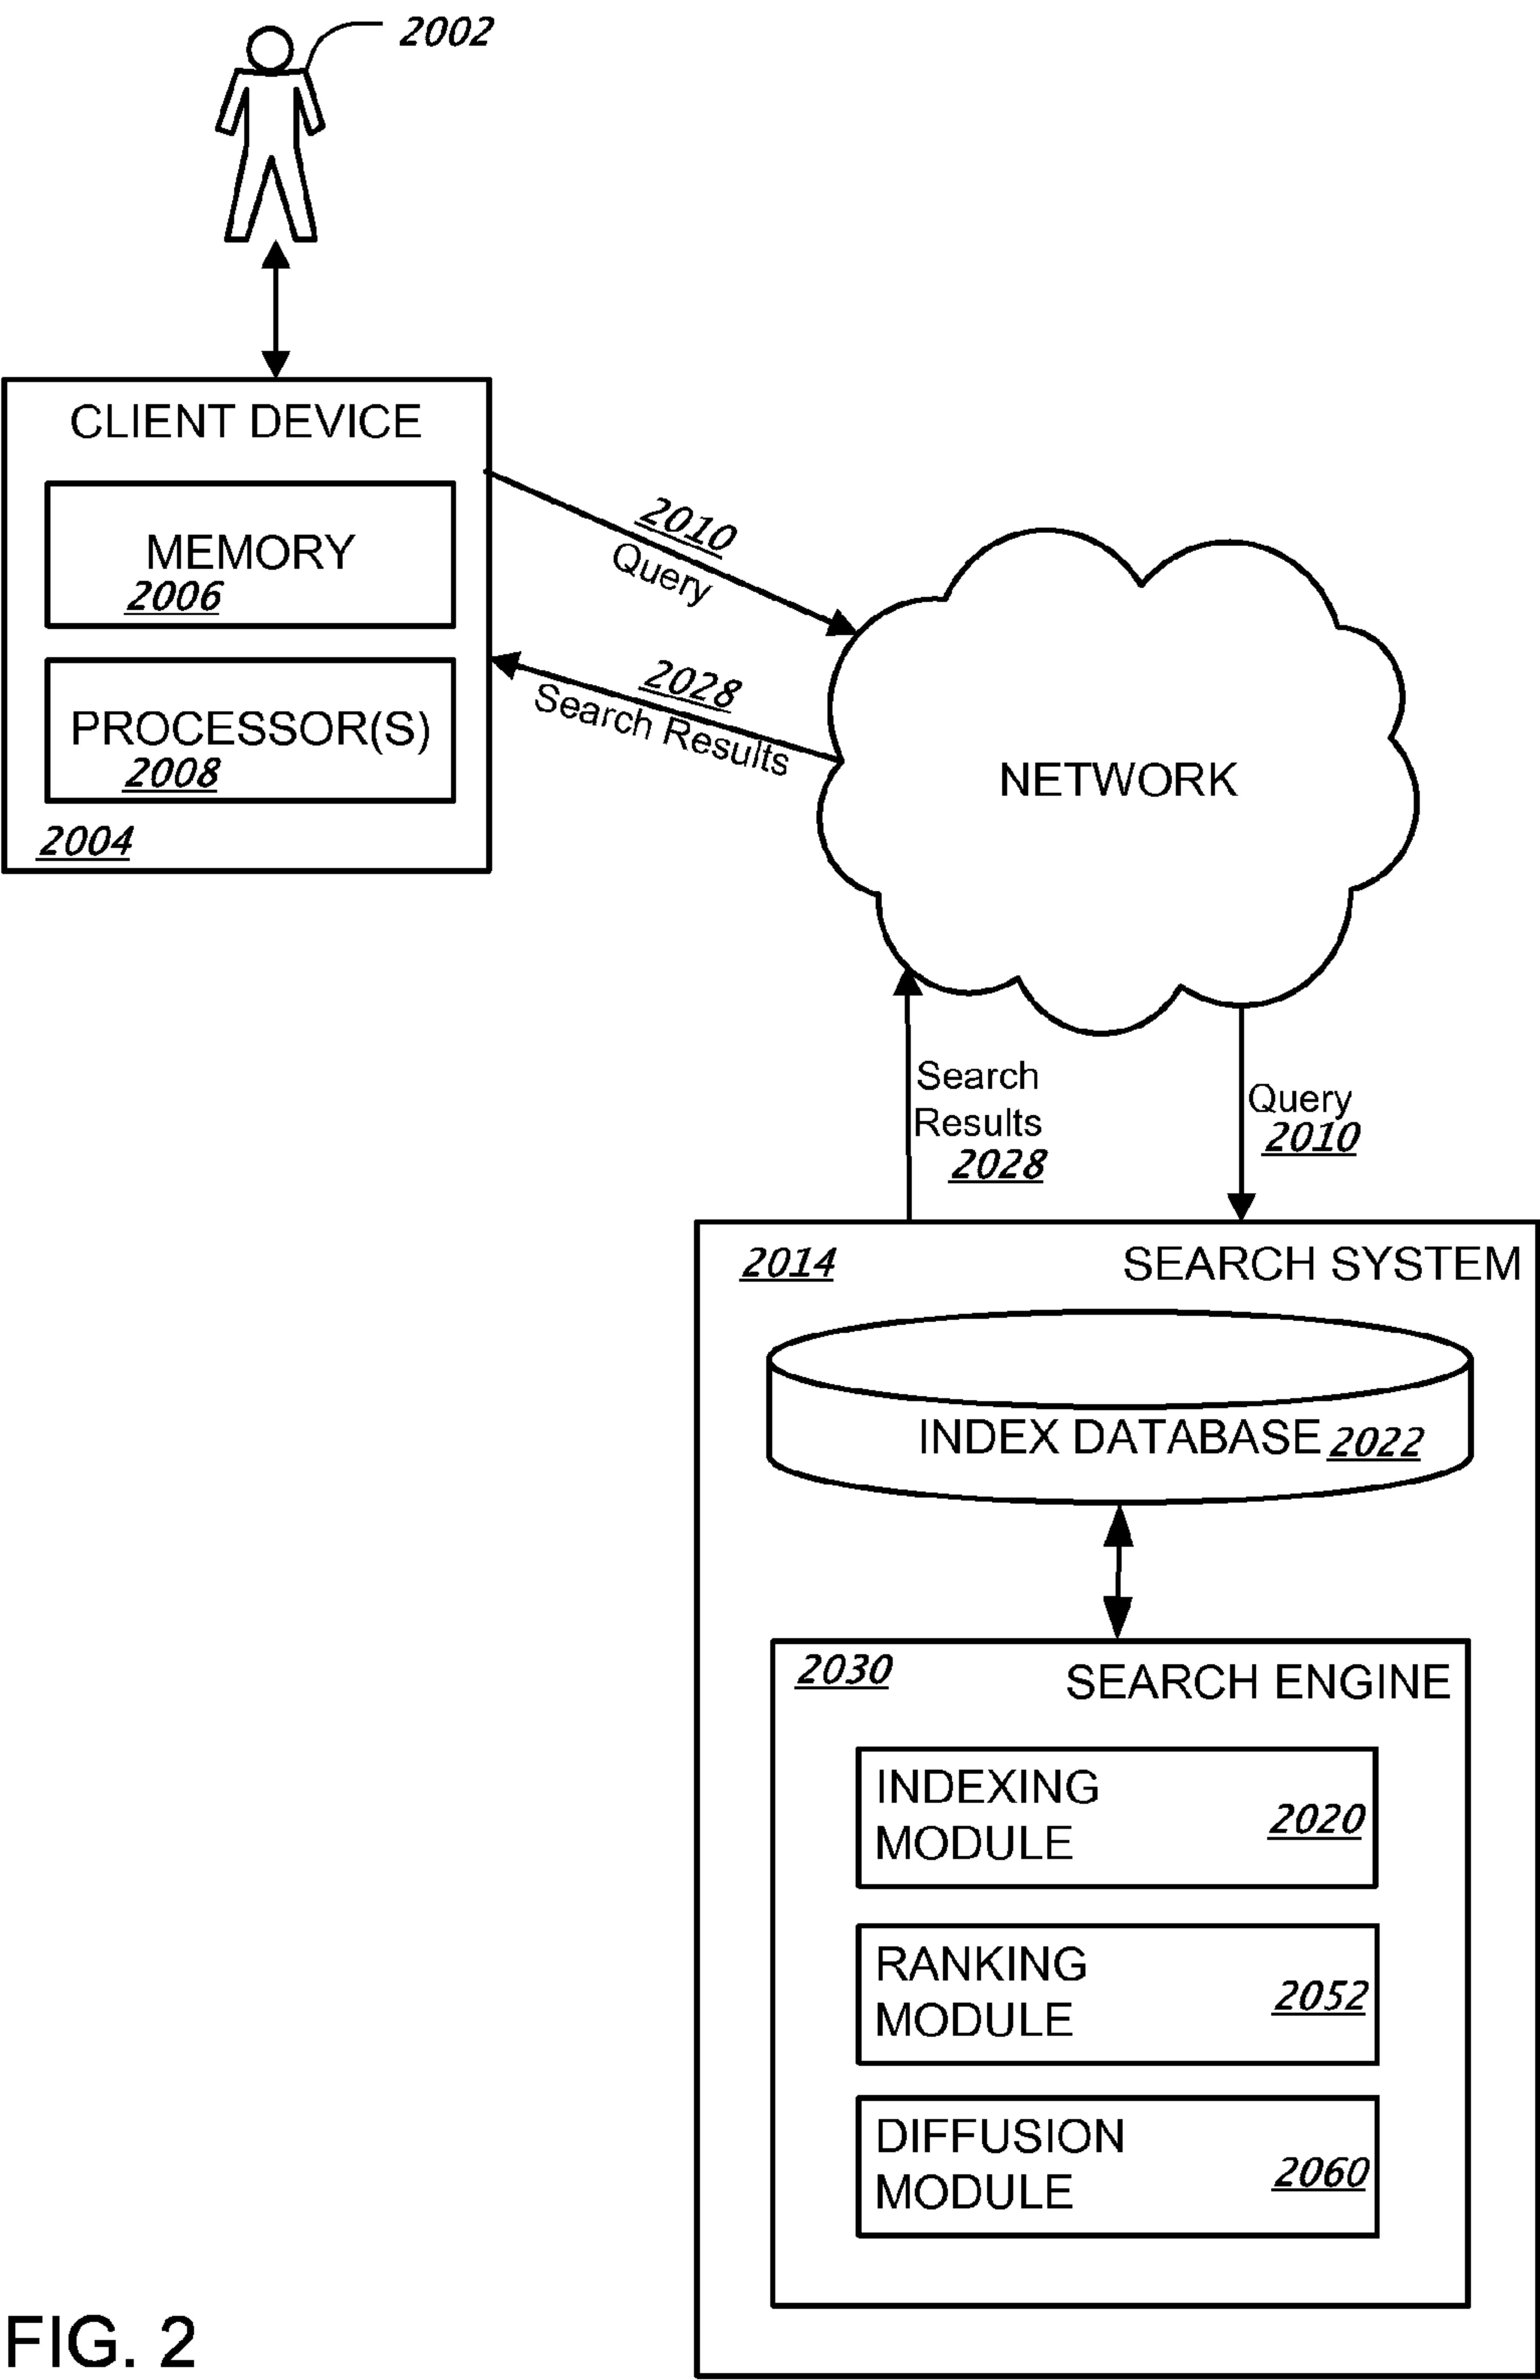 2002
CLIENT DEVICE
MEMORY
2006
PROCESSOR(S)
2008
2004
2010
Query
2028
Search Results
NETWORK
Search
Results
2028
Query
2010
2014
SEARCH SYSTEM
INDEX DATABASE 2022
2030
SEARCH ENGINE
INDEXING
MODULE
2020
RANKING
MODULE
2052
DIFFUSION
MODULE
2060
FIG. 2